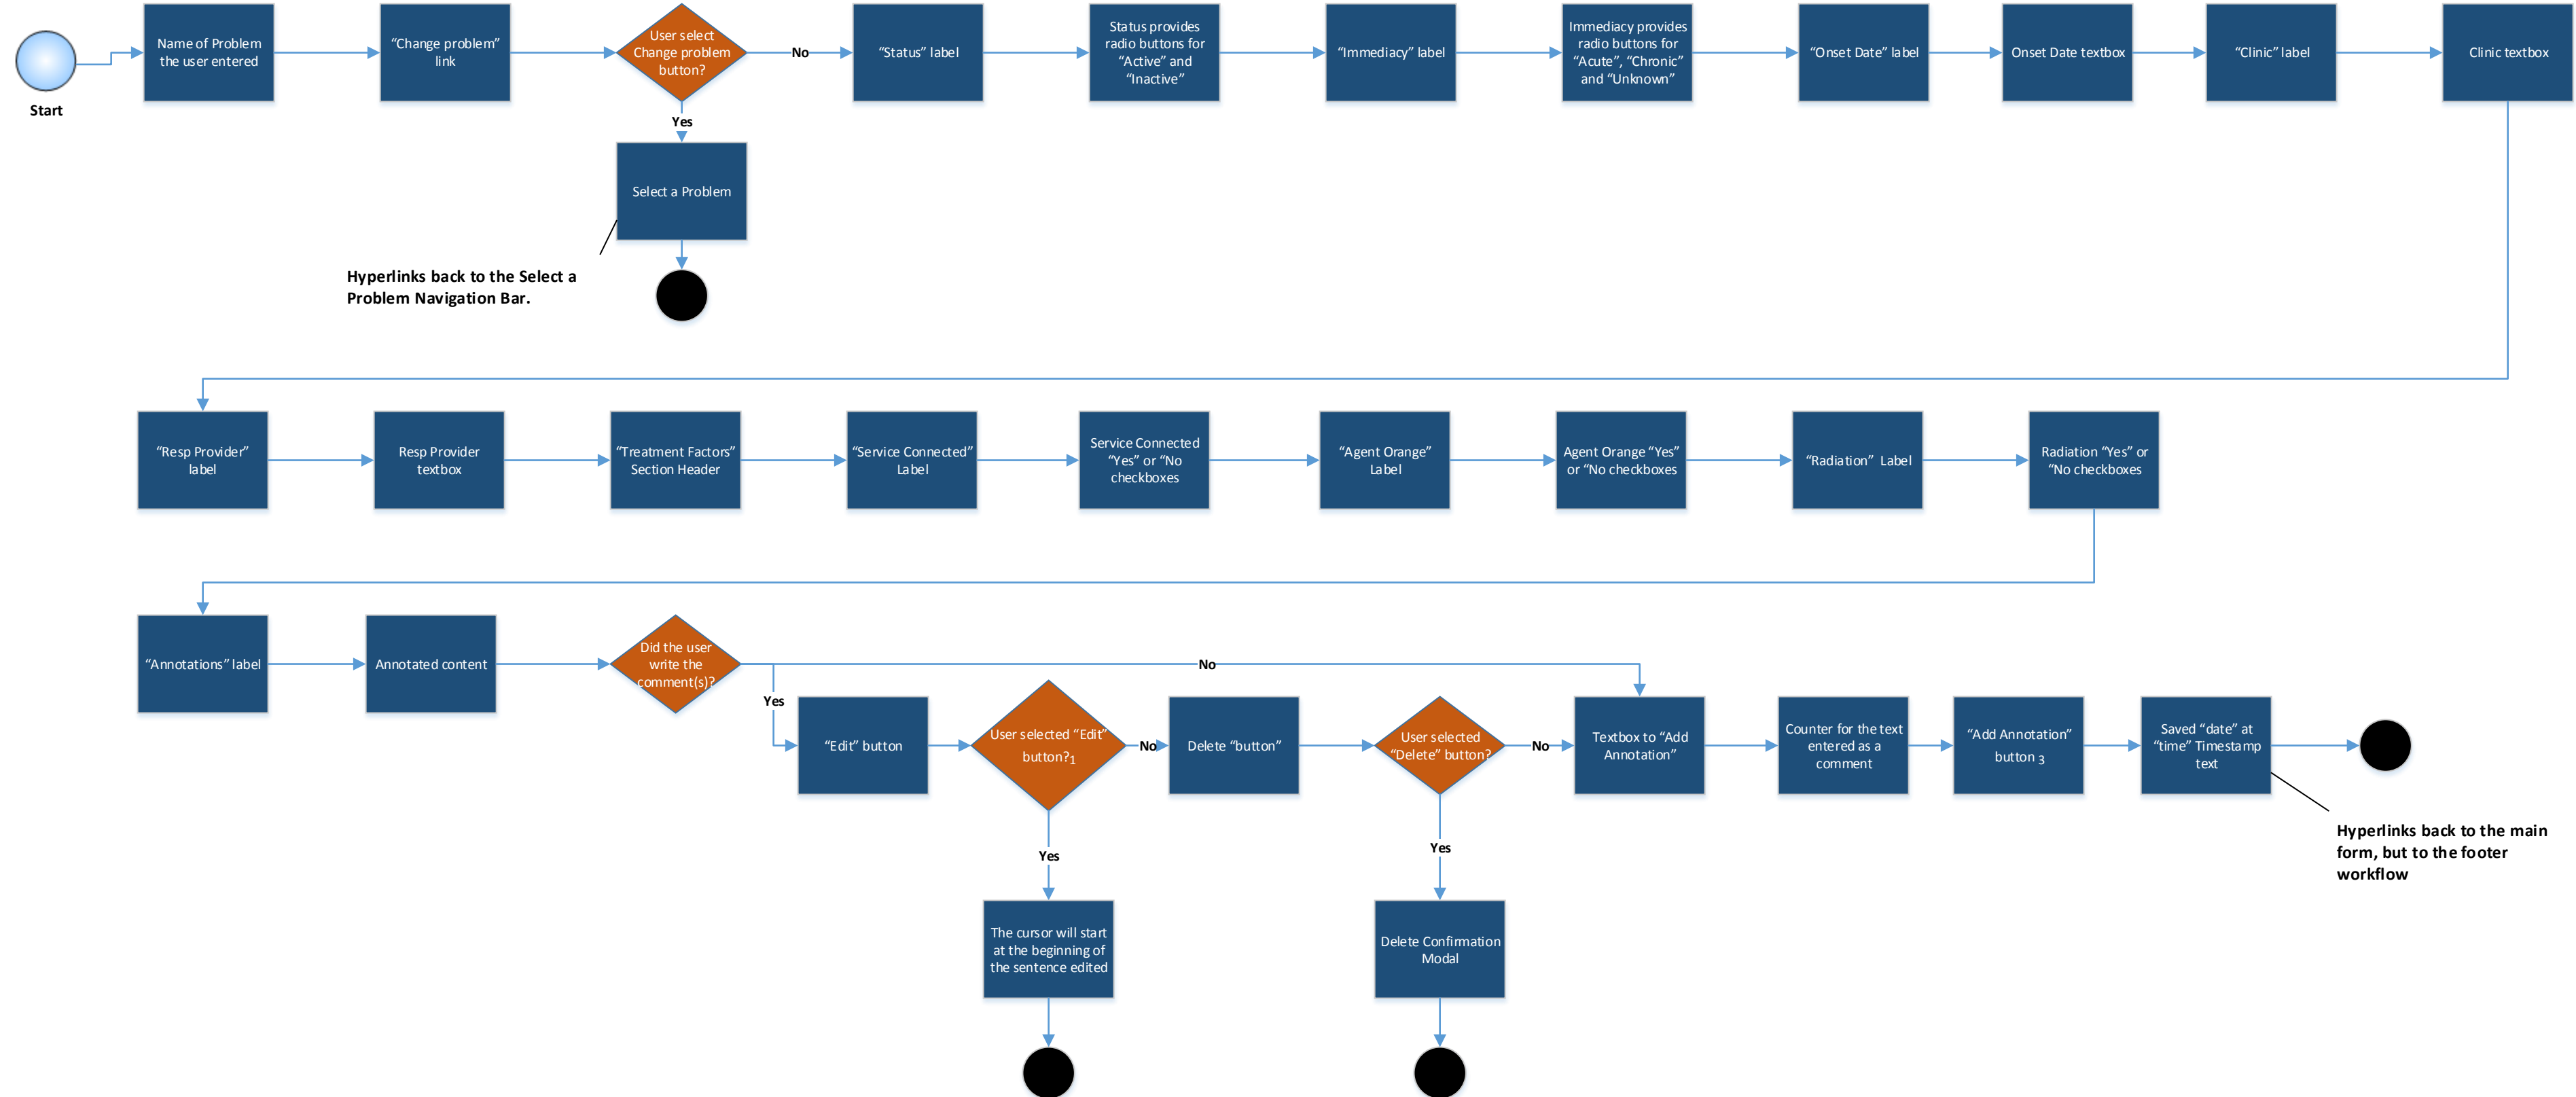 Start
Name of Problem
the user entered
“Change problem”
link
User select
Change problem
button?
No
“Status” label
Status provides
radio buttons for
“Active” and
“Inactive”
“Immediacy” label
Immediacy provides
radio buttons for
“Acute”, “Chronic”
and “Unknown”
“Onset Date” label
Onset Date textbox
“Clinic” label
Clinic textbox
Yes
Select a Problem
Hyperlinks back to the Select a
Problem Navigation Bar.
“Resp Provider”
label
Resp Provider
textbox
“Treatment Factors”
Section Header
“Service Connected”
Label
Service Connected
“Yes” or “No
checkboxes
“Agent Orange”
Label
Agent Orange “Yes”
or “No checkboxes
“Radiation”  Label
Radiation “Yes” or
“No checkboxes
“Annotations” label
Annotated content
Did the user
write the
comment(s)?
No
Yes
“Edit” button
User selected “Edit”
button?1
No
Delete “button”
User selected
“Delete” button?
No
Textbox to “Add
Annotation”
Counter for the text
entered as a
comment
“Add Annotation”
button 3
Saved “date” at
“time” Timestamp
text
Hyperlinks back to the main
form, but to the footer
workflow
Yes
The cursor will start
at the beginning of
the sentence edited
Yes
Delete Confirmation
Modal